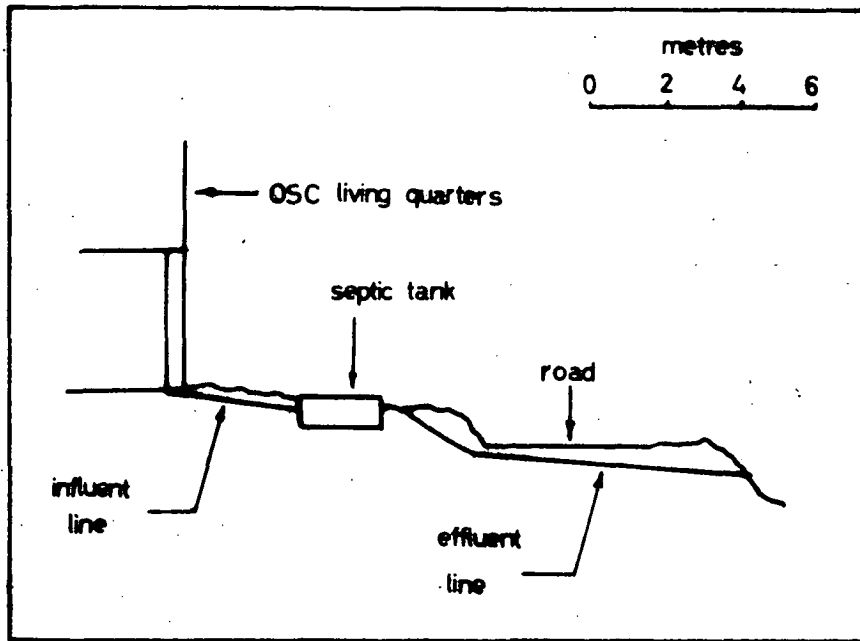 metres
0 2 4 6
OSC living quarters
septic tank
road
influent
line
effluent
line